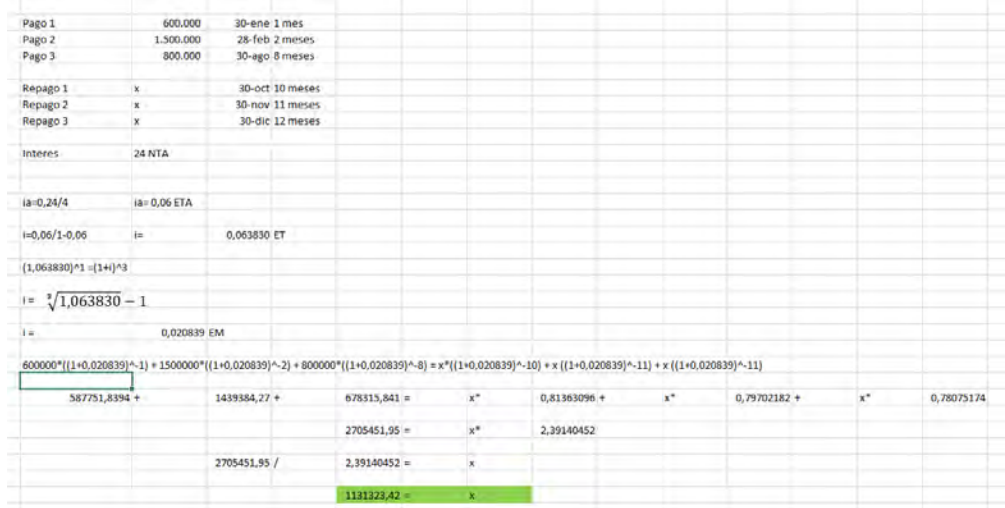 Pago 1 600.000 30-ene 1 mes
Pago 2 1.500.000 28-feb 2 meses
Pago 3 800.000 30-ago 8 meses
Repago 1 x 30-oct 10 meses
Repago 2 x 30-nov 11 meses
Repago 3 x 30-dic 12 meses
Interes 24 NTA
ia=0,24/4 ia= 0,06 ETA
i=0,06/1-0,06 i= 0,063830 ET
(1,063830)^1 =(1+i)^3
i = ³√1,063830 − 1
i = 0,020839 EM
600000*((1+0,020839)^-1) + 1500000*((1+0,020839)^-2) + 800000*((1+0,020839)^-8) = x*((1+0,020839)^-10) + x ((1+0,020839)^-11) + x ((1+0,020839)^-11)
587751,8394 + 1439384,27 + 678315,841 = x* 0,81363096 + x* 0,79702182 + x* 0,78075174
2705451,95 = x* 2,39140452
2705451,95 / 2,39140452 = x
1131323,42 = x